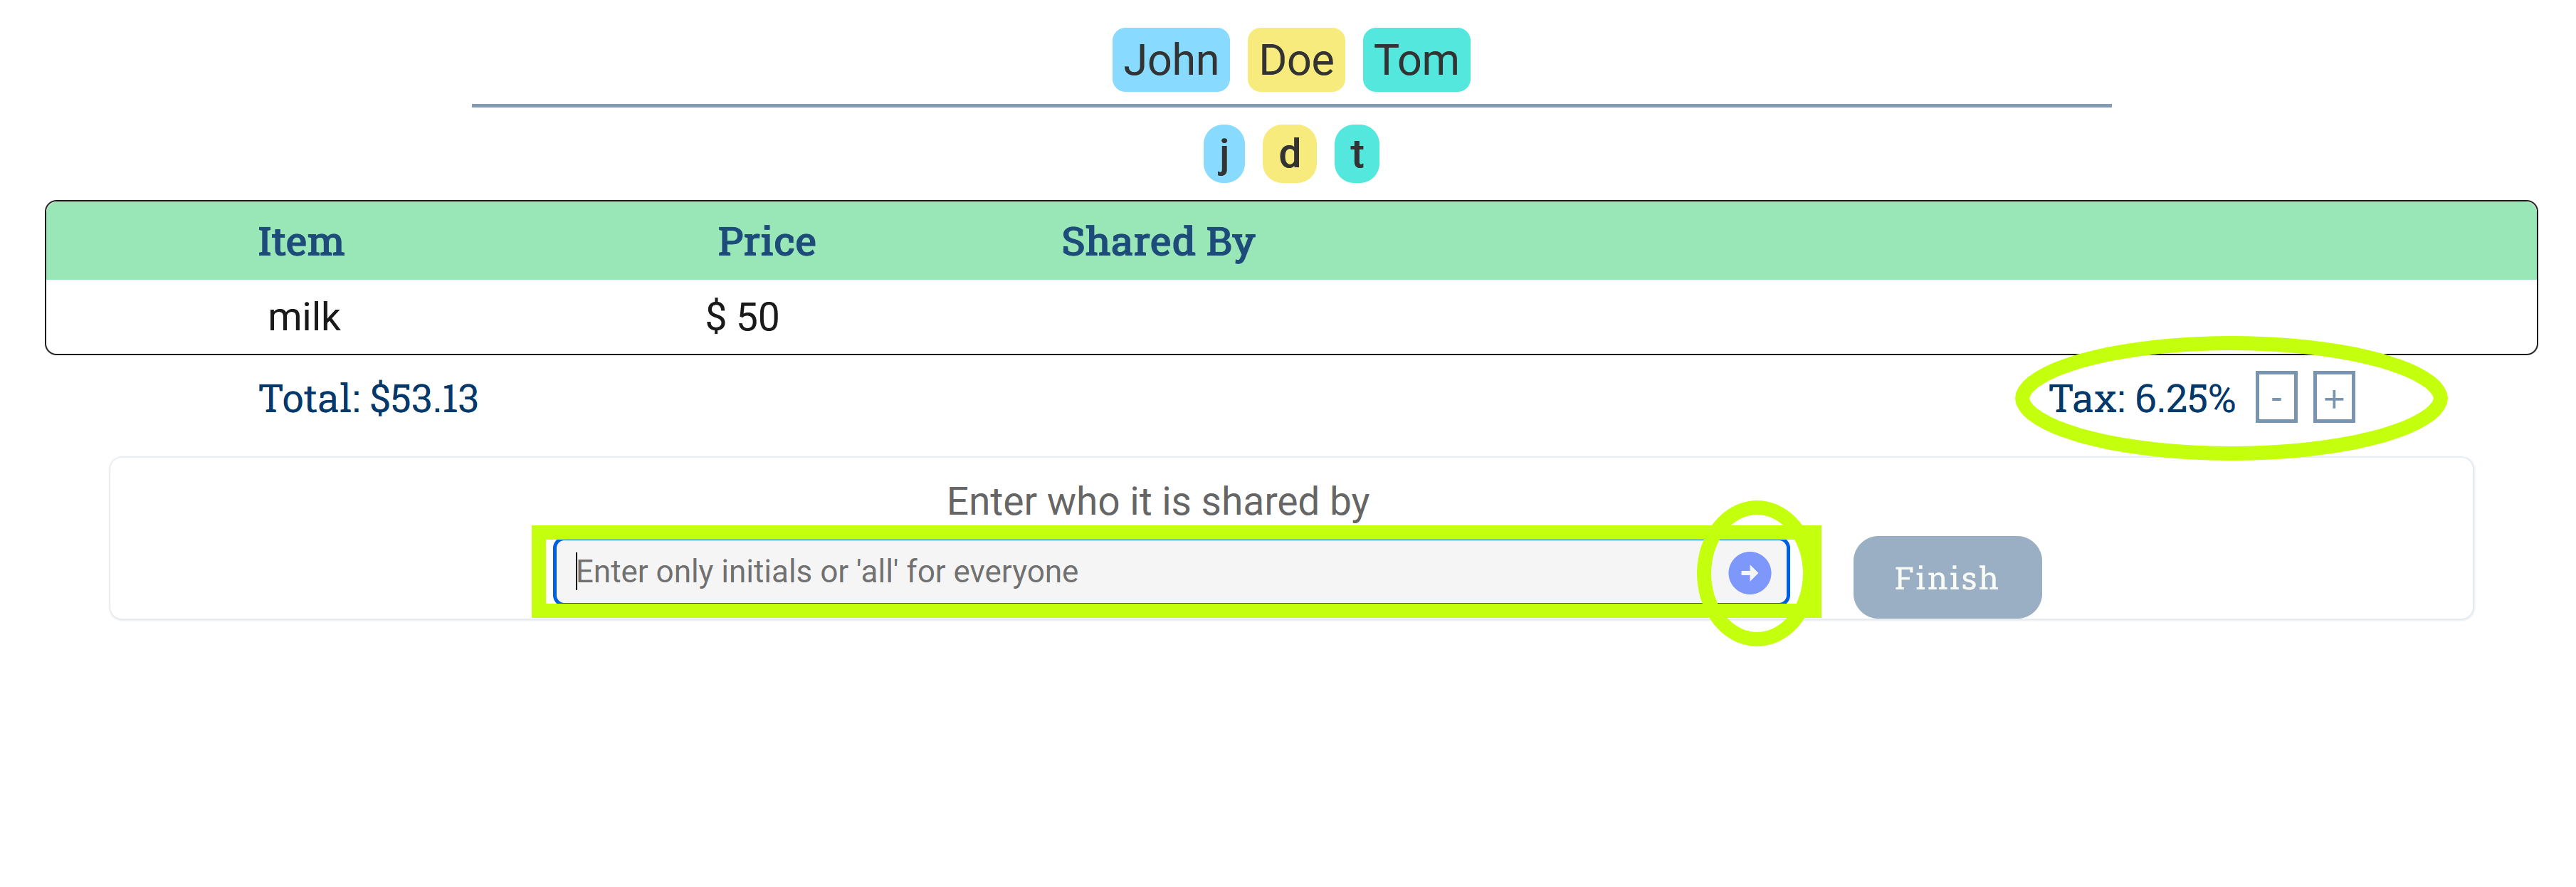 John Doe Tom
j d t
Item Price Shared By
milk $ 50
Total: $53.13 Tax: 6.25% - +
Enter who it is shared by
Enter only initials or 'all' for everyone
Finish